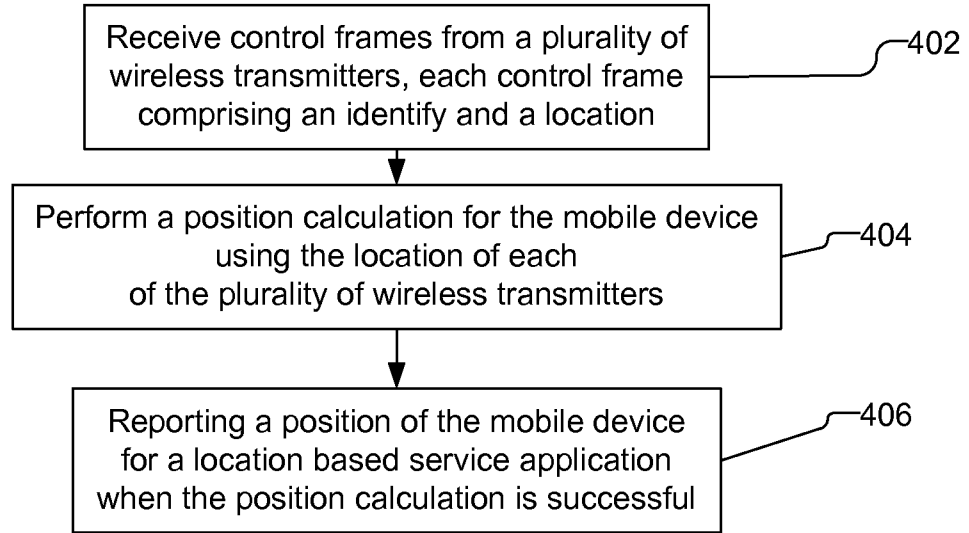 Receive control frames from a plurality of
wireless transmitters, each control frame
comprising an identify and a location
402
Perform a position calculation for the mobile device
using the location of each
of the plurality of wireless transmitters
404
Reporting a position of the mobile device
for a location based service application
when the position calculation is successful
406